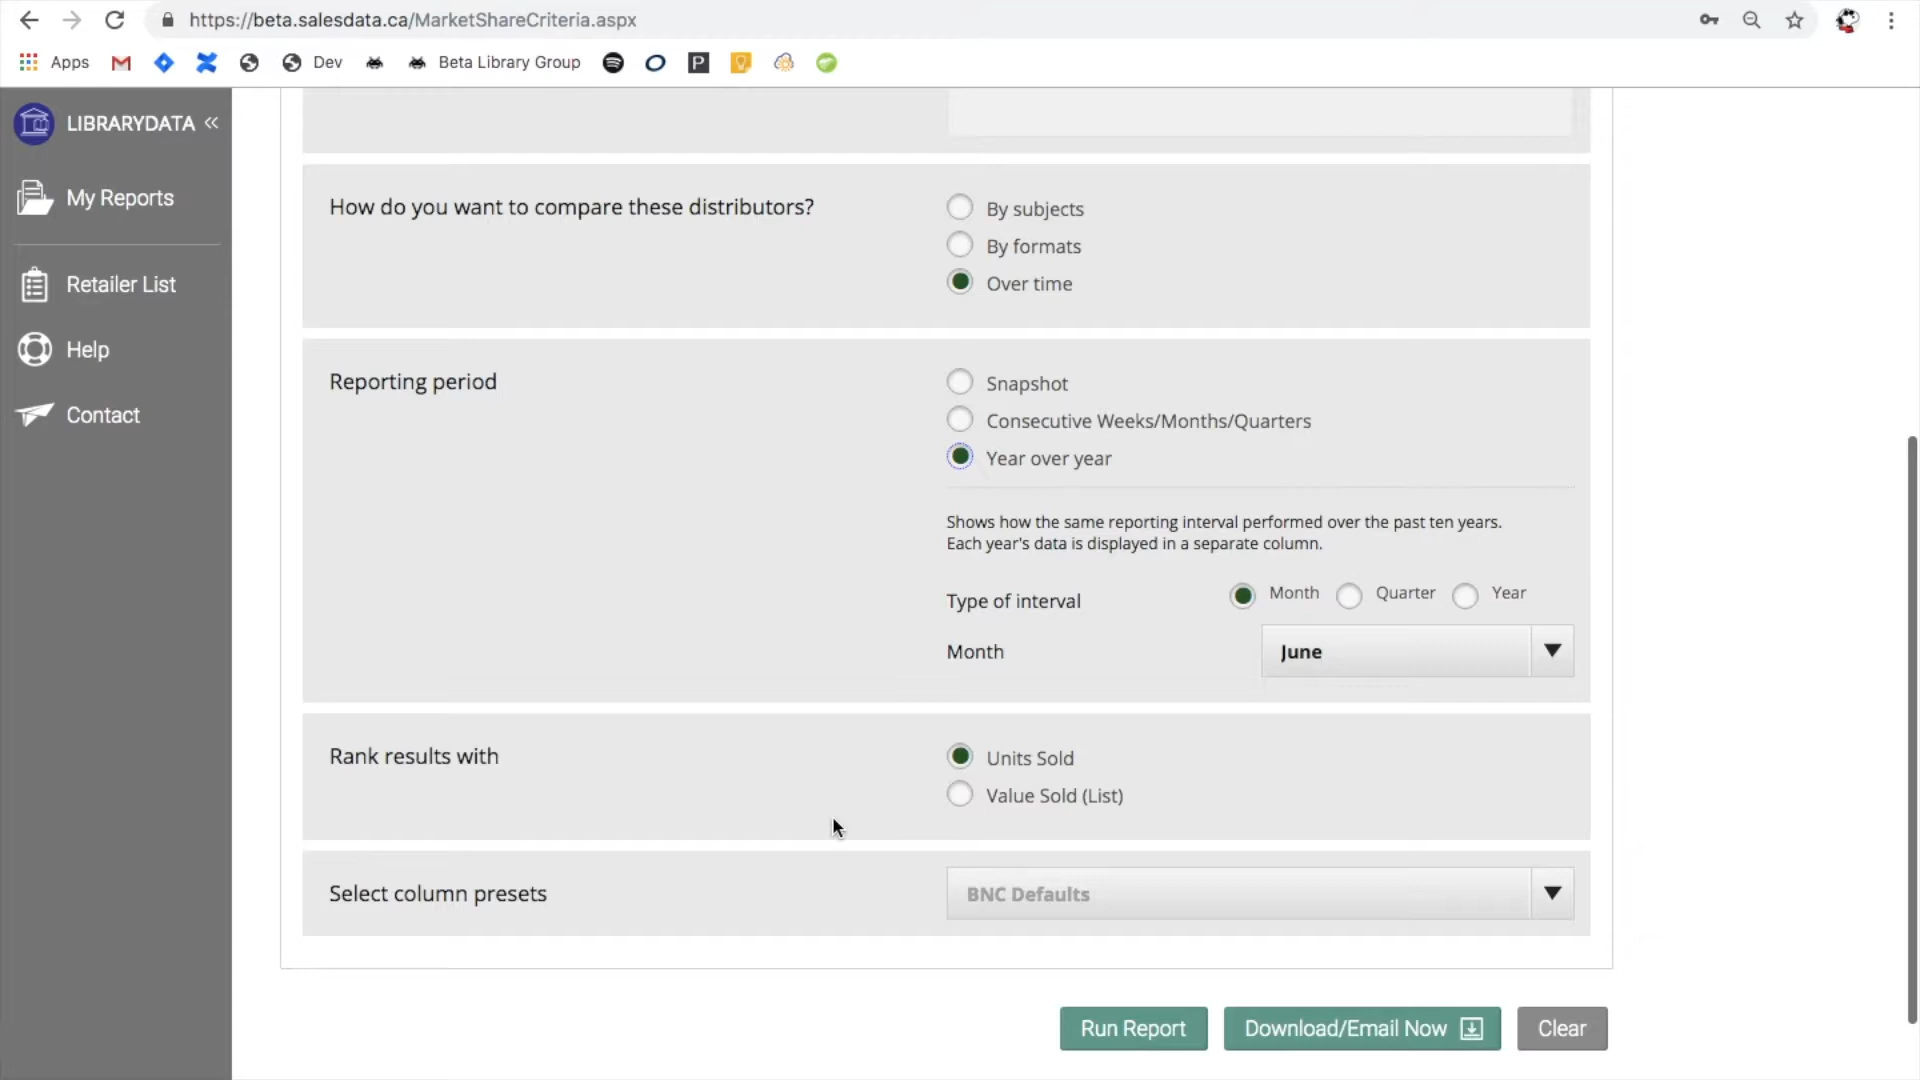 https://beta.salesdata.ca/MarketShareCriteria.aspx
Apps
Dev
Beta Library Group
P
LIBRARYDATA «
My Reports
Retailer List
Help
Contact
How do you want to compare these distributors?
By subjects
By formats
Over time
Reporting period
Snapshot
Consecutive Weeks/Months/Quarters
Year over year
Shows how the same reporting interval performed over the past ten years.
Each year's data is displayed in a separate column.
Type of interval
Month
Quarter
Year
Month
June
Rank results with
Units Sold
Value Sold (List)
Select column presets
BNC Defaults
Run Report
Download/Email Now
Clear